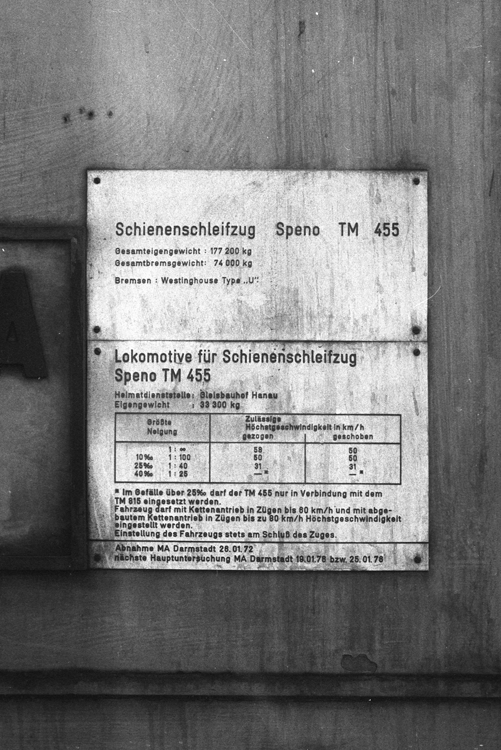 Schienenschleifzug Speno TM 455
Gesamteigengewicht : 177 200 kg
Gesamtbremsgewicht: 74 000 kg
Bremsen : Westinghouse Type „U“
A
Lokomotive für Schienenschleifzug
Speno TM 455
Heimatdienststelle: Gleisbauhof Hanau
Eigengewicht : 33 300 kg
Größte Neigung
Zulässige Höchstgeschwindigkeit in km/h
gezogen geschoben
1 : ∞ 58 50
10‰ 1 : 100 50 50
25‰ 1 : 40 31 31
40‰ 1 : 25 — * — *
* Im Gefälle über 25‰ darf der TM 455 nur in Verbindung mit dem
TM 615 eingesetzt werden.
Fahrzeug darf mit Kettenantrieb in Zügen bis 60 km/h und mit abge-
bautem Kettenantrieb in Zügen bis zu 80 km/h Höchstgeschwindigkeit
eingestellt werden.
Einstellung des Fahrzeugs stets am Schluß des Zuges.
Abnahme MA Darmstadt 26.01.72
nächste Hauptuntersuchung MA Darmstadt 19.01.76 bzw. 25.01.76